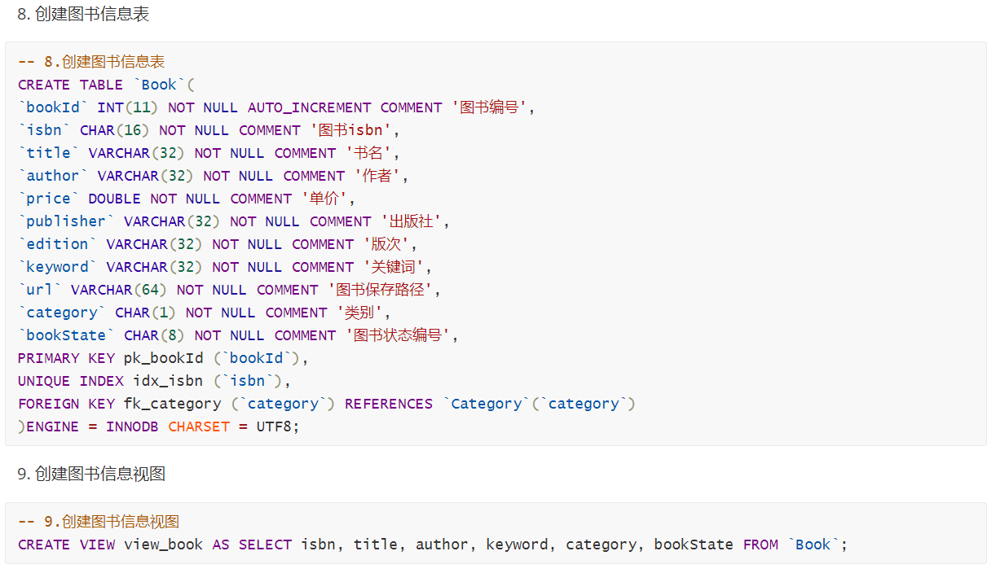 8. 创建图书信息表
-- 8.创建图书信息表
CREATE TABLE `Book`(
`bookId` INT(11) NOT NULL AUTO_INCREMENT COMMENT '图书编号',
`isbn` CHAR(16) NOT NULL COMMENT '图书isbn',
`title` VARCHAR(32) NOT NULL COMMENT '书名',
`author` VARCHAR(32) NOT NULL COMMENT '作者',
`price` DOUBLE NOT NULL COMMENT '单价',
`publisher` VARCHAR(32) NOT NULL COMMENT '出版社',
`edition` VARCHAR(32) NOT NULL COMMENT '版次',
`keyword` VARCHAR(32) NOT NULL COMMENT '关键词',
`url` VARCHAR(64) NOT NULL COMMENT '图书保存路径',
`category` CHAR(1) NOT NULL COMMENT '类别',
`bookState` CHAR(8) NOT NULL COMMENT '图书状态编号',
PRIMARY KEY pk_bookId (`bookId`),
UNIQUE INDEX idx_isbn (`isbn`),
FOREIGN KEY fk_category (`category`) REFERENCES `Category`(`category`)
)ENGINE = INNODB CHARSET = UTF8;
9. 创建图书信息视图
-- 9.创建图书信息视图
CREATE VIEW view_book AS SELECT isbn, title, author, keyword, category, bookState FROM `Book`;